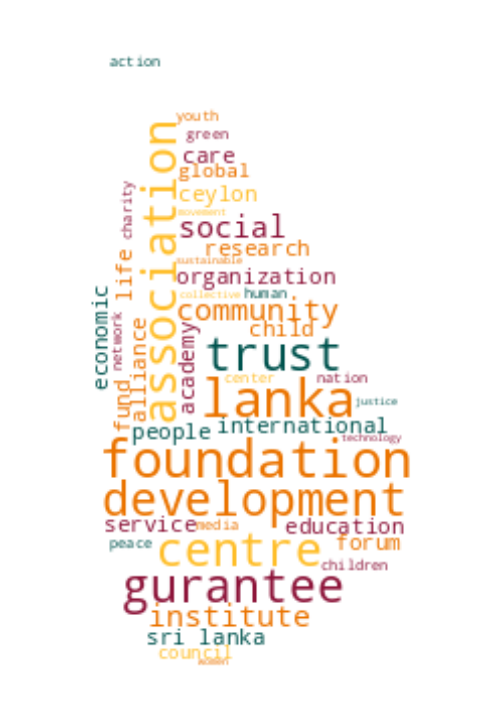 action
youth
green
care
global
ceylon
movement
charity
association
social
research
sustainable
organization
life
collective human
economic
community
network
child
alliance
academy
trust
fund
center nation
lanka
justice
people international
technology
foundation
development
service media education
peace centre forum
children
gurantee
institute
sri lanka
council
women